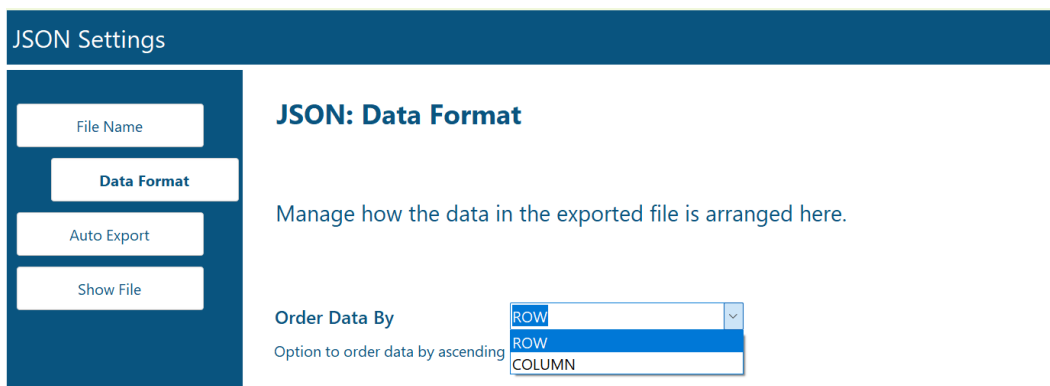 JSON Settings
File Name
Data Format
Auto Export
Show File
JSON: Data Format
Manage how the data in the exported file is arranged here.
Order Data By
ROW
ROW
COLUMN
Option to order data by ascending